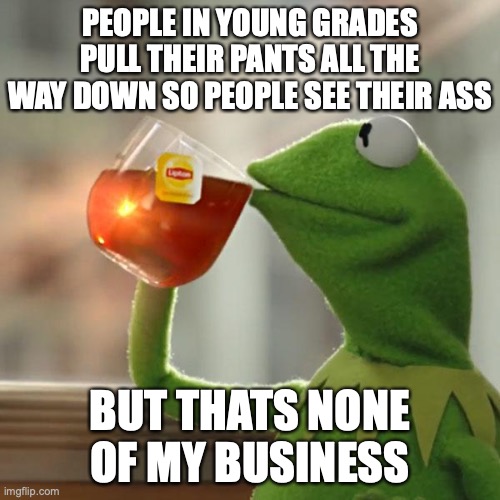 PEOPLE IN YOUNG GRADES
PULL THEIR PANTS ALL THE
WAY DOWN SO PEOPLE SEE THEIR ASS
Lipton
BUT THATS NONE
OF MY BUSINESS
imgflip.com